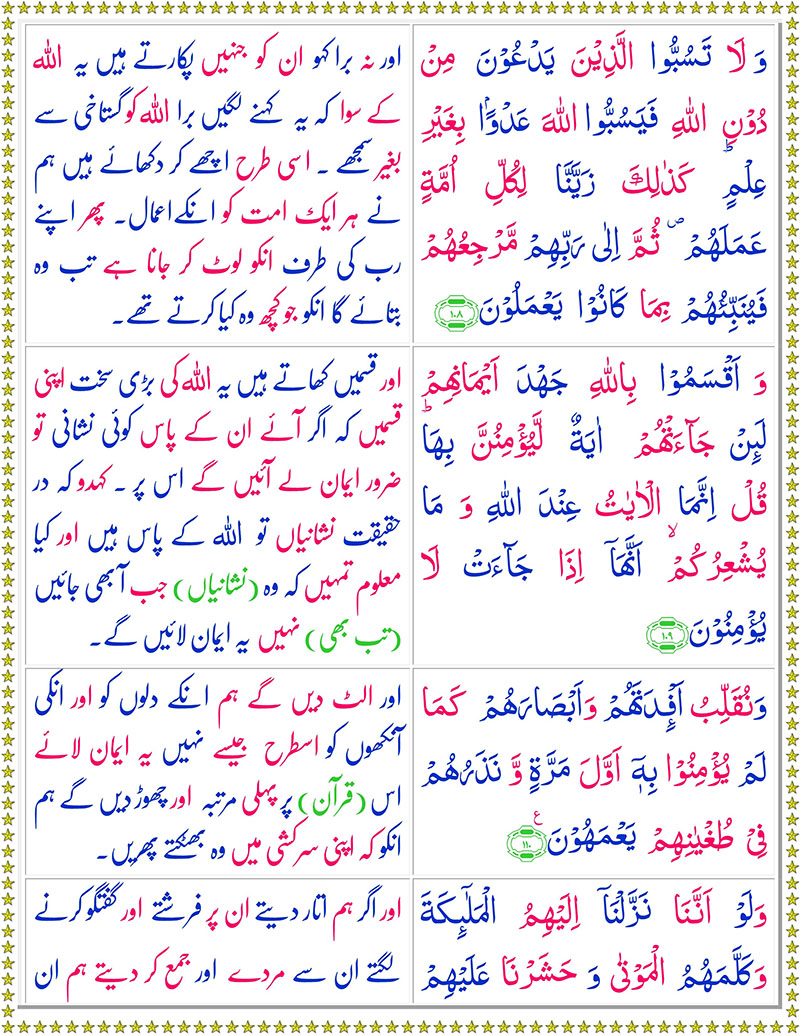 وَ لَا تَسُبُّوا الَّذِيْنَ يَدْعُوْنَ مِنْ
دُوْنِ اللّٰهِ فَيَسُبُّوا اللّٰهَ عَدْوًۢا بِغَيْرِ
عِلْمٍ ؕ كَذٰلِكَ زَيَّنَّا لِكُلِّ اُمَّةٍ
عَمَلَهُمْ ۪ ثُمَّ اِلٰى رَبِّهِمْ مَّرْجِعُهُمْ
فَيُنَبِّئُهُمْ بِمَا كَانُوْا يَعْمَلُوْنَ ۱۰۸
اور نہ برا کہو ان کو جنہیں پکارتے ہیں یہ اللہ
کے سوا کہ یہ کہنے لگیں برا اللہ کو گستاخی سے
بغیر سمجھے ۔ اسی طرح اچھے کر دکھائے ہیں ہم
نے ہر ایک امت کو انکے اعمال۔ پھر اپنے
رب کی طرف انکو لوٹ کر جانا ہے تب وہ
بتائے گا انکو جو کچھ وہ کیا کرتے تھے۔
وَ اَقْسَمُوْا بِاللّٰهِ جَهْدَ اَيْمَانِهِمْ
لَئِنْ جَآءَتْهُمْ اٰيَةٌ لَّيُؤْمِنُنَّ بِهَا ؕ
قُلْ اِنَّمَا الْاٰيٰتُ عِنْدَ اللّٰهِ وَ مَا
يُشْعِرُكُمْ ۙ اَنَّهَاۤ اِذَا جَآءَتْ لَا
يُؤْمِنُوْنَ ۱۰۹
اور قسمیں کھاتے ہیں یہ اللہ کی بڑی سخت اپنی
قسمیں کہ اگر آئے ان کے پاس کوئی نشانی تو
ضرور ایمان لے آئیں گے اس پر ۔ کہدو کہ در
حقیقت نشانیاں تو اللہ کے پاس ہیں اور کیا
معلوم تمہیں کہ وہ (نشانیاں) جب آبھی جائیں
(تب بھی) نہیں یہ ایمان لائیں گے۔
وَنُقَلِّبُ اَفْـِٕدَتَهُمْ وَاَبْصَارَهُمْ كَمَا
لَمْ يُؤْمِنُوْا بِهٖۤ اَوَّلَ مَرَّةٍ وَّ نَذَرُهُمْ
فِيْ طُغْيٰنِهِمْ يَعْمَهُوْنَ ۱۱۰ ع
اور الٹ دیں گے ہم انکے دلوں کو اور انکی
آنکھوں کو اسطرح جیسے نہیں یہ ایمان لائے
اس (قرآن) پر پہلی مرتبہ اور چھوڑ دیں گے ہم
انکو کہ اپنی سرکشی میں وہ بھٹکتے پھریں۔
وَلَوْ اَنَّنَا نَزَّلْنَاۤ اِلَيْهِمُ الْمَلٰٓئِكَةَ
وَكَلَّمَهُمُ الْمَوْتٰى وَ حَشَرْنَا عَلَيْهِمْ
اور اگر ہم اتار دیتے ان پر فرشتے اور گفتگو کرنے
لگتے ان سے مردے اور جمع کر دیتے ہم ان